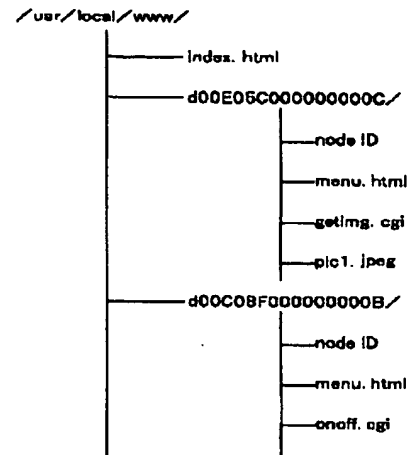 /usr/local/www/
index. html
d00E05C000000000C/
node ID
menu. html
getimg. cgi
pic1. jpeg
d00C08F000000000B/
node ID
menu. html
onoff. cgi